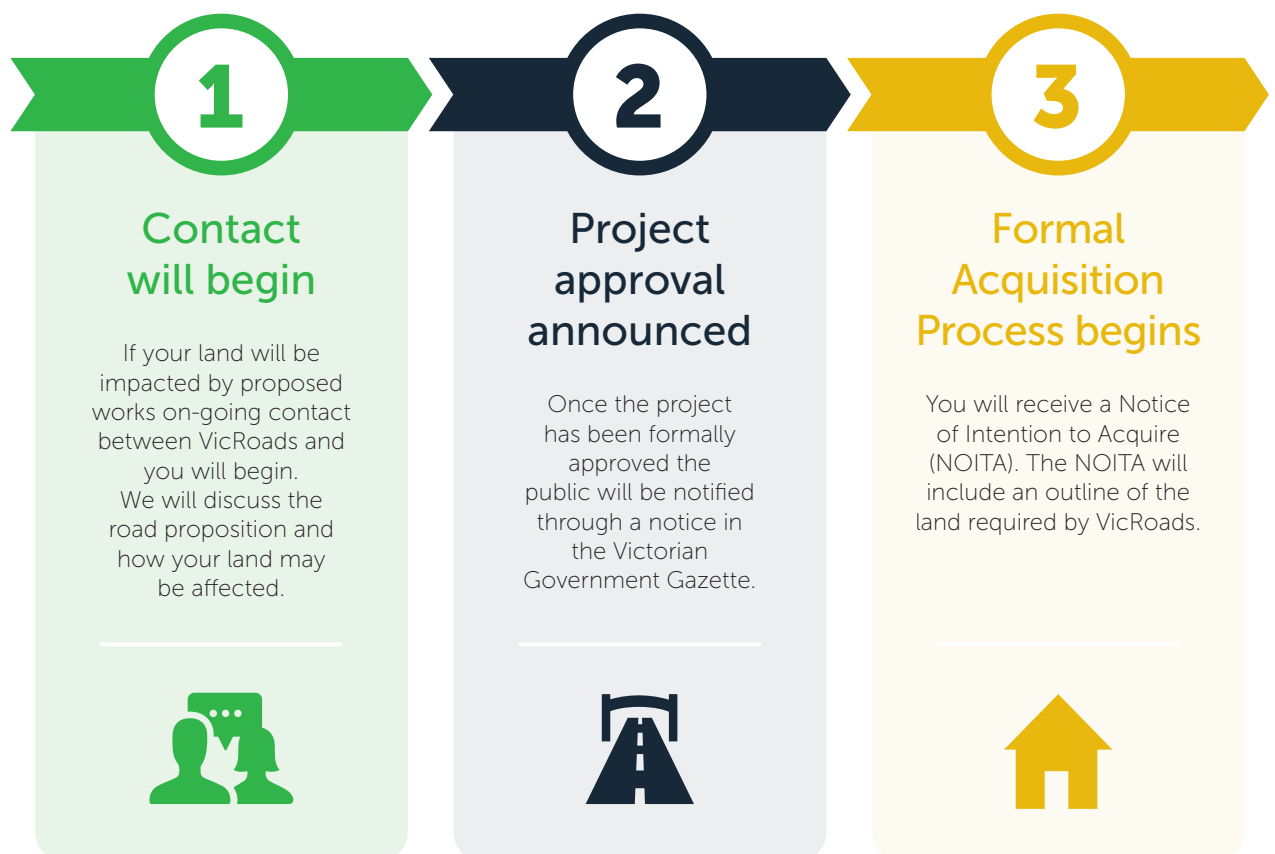 1
Contact
will begin
If your land will be
impacted by proposed
works on-going contact
between VicRoads and
you will begin.
We will discuss the
road proposition and
how your land may
be affected.
2
Project
approval
announced
Once the project
has been formally
approved the
public will be notified
through a notice in
the Victorian
Government Gazette.
3
Formal
Acquisition
Process begins
You will receive a Notice
of Intention to Acquire
(NOITA). The NOITA will
include an outline of the
land required by VicRoads.